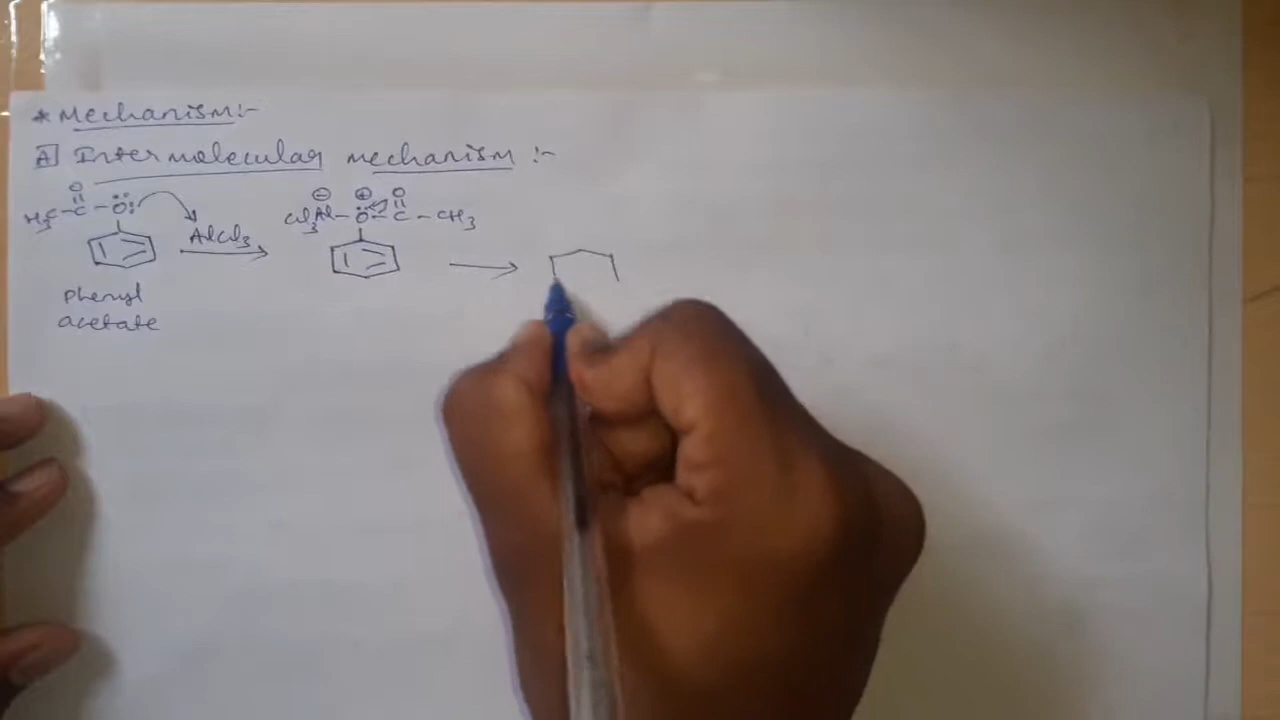 * Mechanism:-
A Intermolecular mechanism :-
O ⊖ ⊕ O
H3C-C-O: AlCl3 Cl3Al-O-C-CH3
Phenyl
acetate